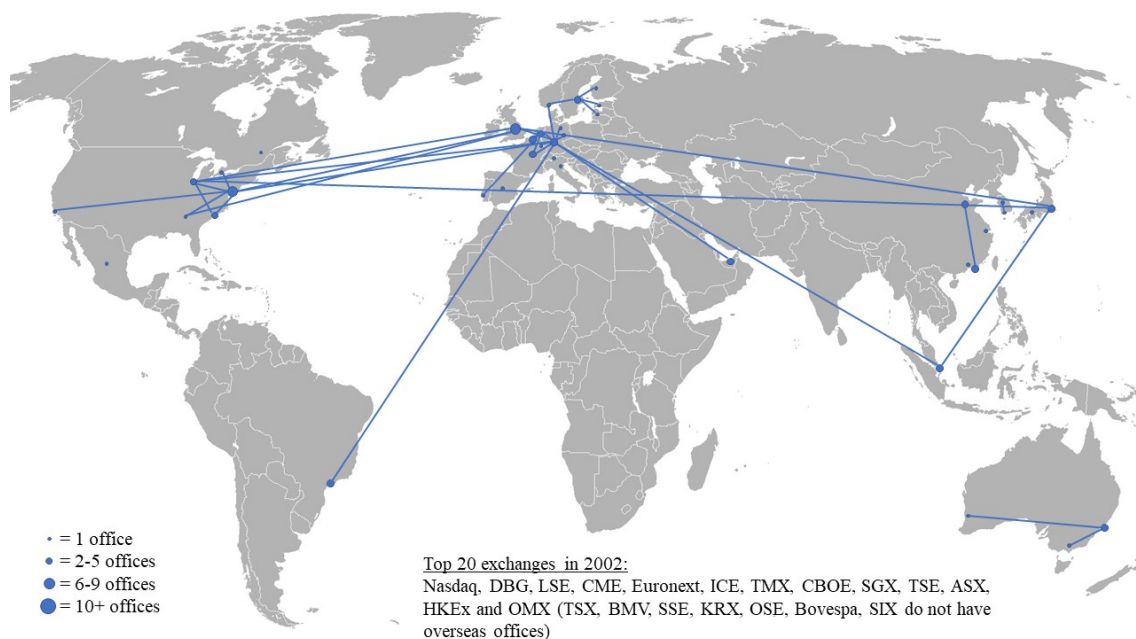 = 1 office
= 2-5 offices
= 6-9 offices
= 10+ offices
Top 20 exchanges in 2002:
Nasdaq, DBG, LSE, CME, Euronext, ICE, TMX, CBOE, SGX, TSE, ASX,
HKEx and OMX (TSX, BMV, SSE, KRX, OSE, Bovespa, SIX do not have
overseas offices)